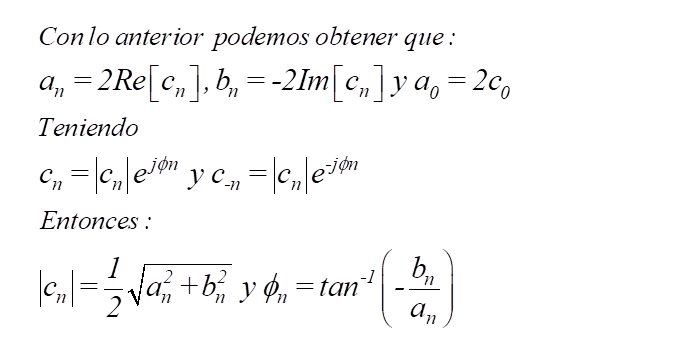 Con lo anterior podemos obtener que :
aₙ = 2Re[cₙ], bₙ = -2Im[cₙ] y a₀ = 2c₀
Teniendo
cₙ = |cₙ|e^{jϕn} y c₋ₙ = |cₙ|e^{-jϕn}
Entonces :
|cₙ| = 1/2 √(aₙ² + bₙ²) y ϕₙ = tan⁻¹(-bₙ/aₙ)